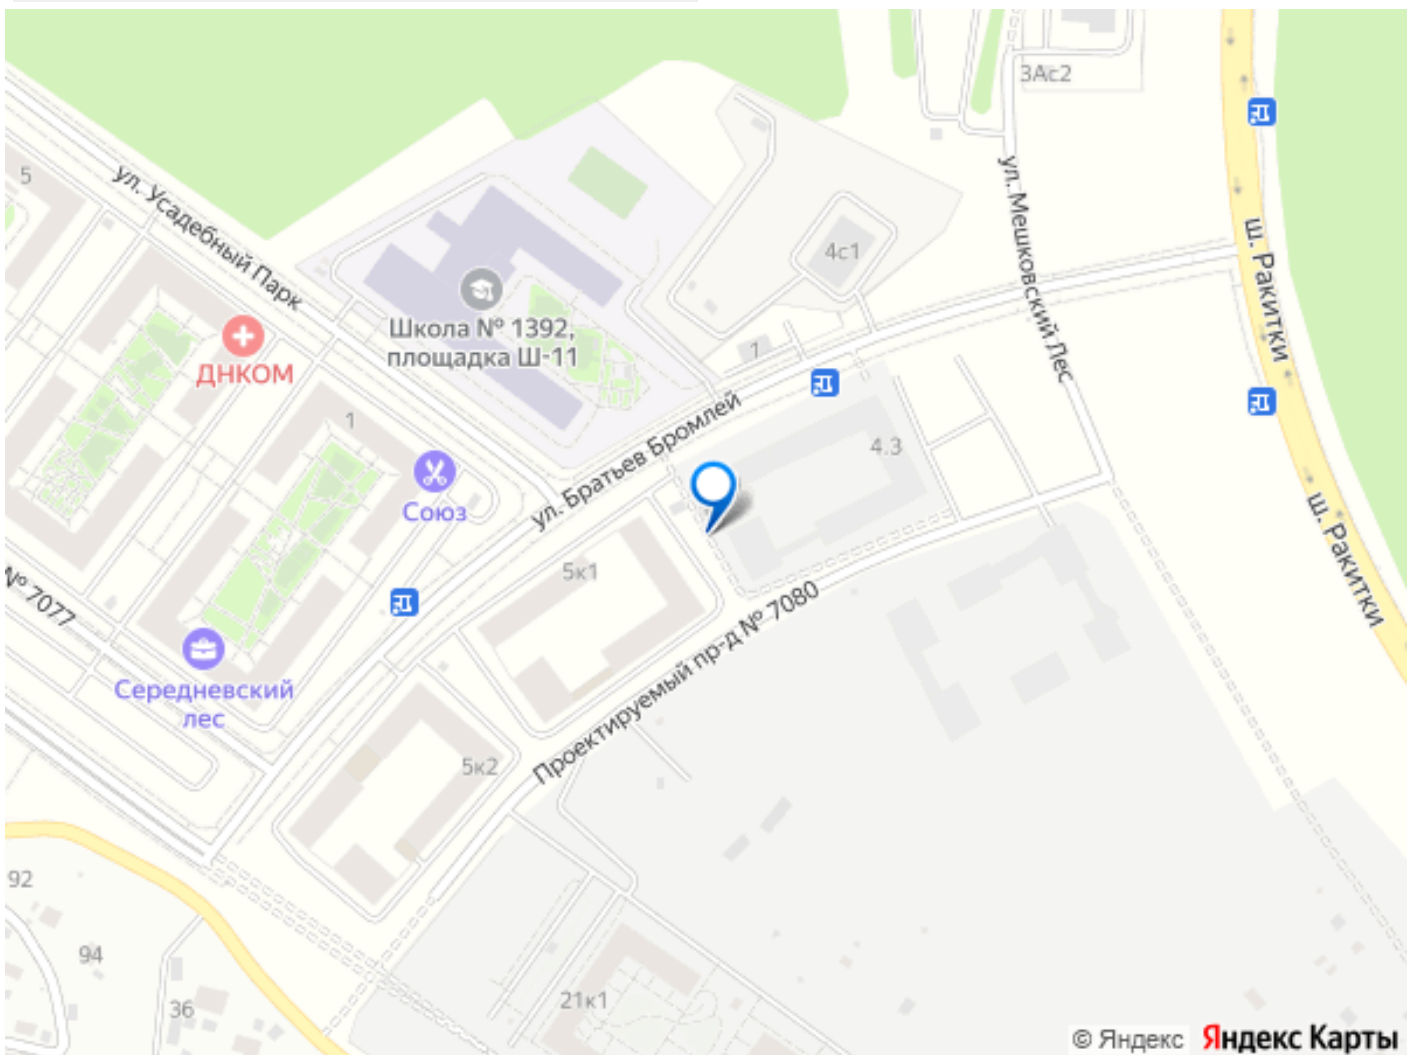 3Ас2
5
ул. Усадебный Парк
ул. Мешковский Лес
ш. Ракитки
4с1
Школа № 1392,
площадка Ш-11
ДНКОМ
1
1
ул. Братьев Бромлей
4.3
Союз
ш. Ракитки
5к1
№ 7077
Проектируемый пр-д № 7080
Середневский
лес
5к2
92
94
36
21к1
© Яндекс Яндекс Карты